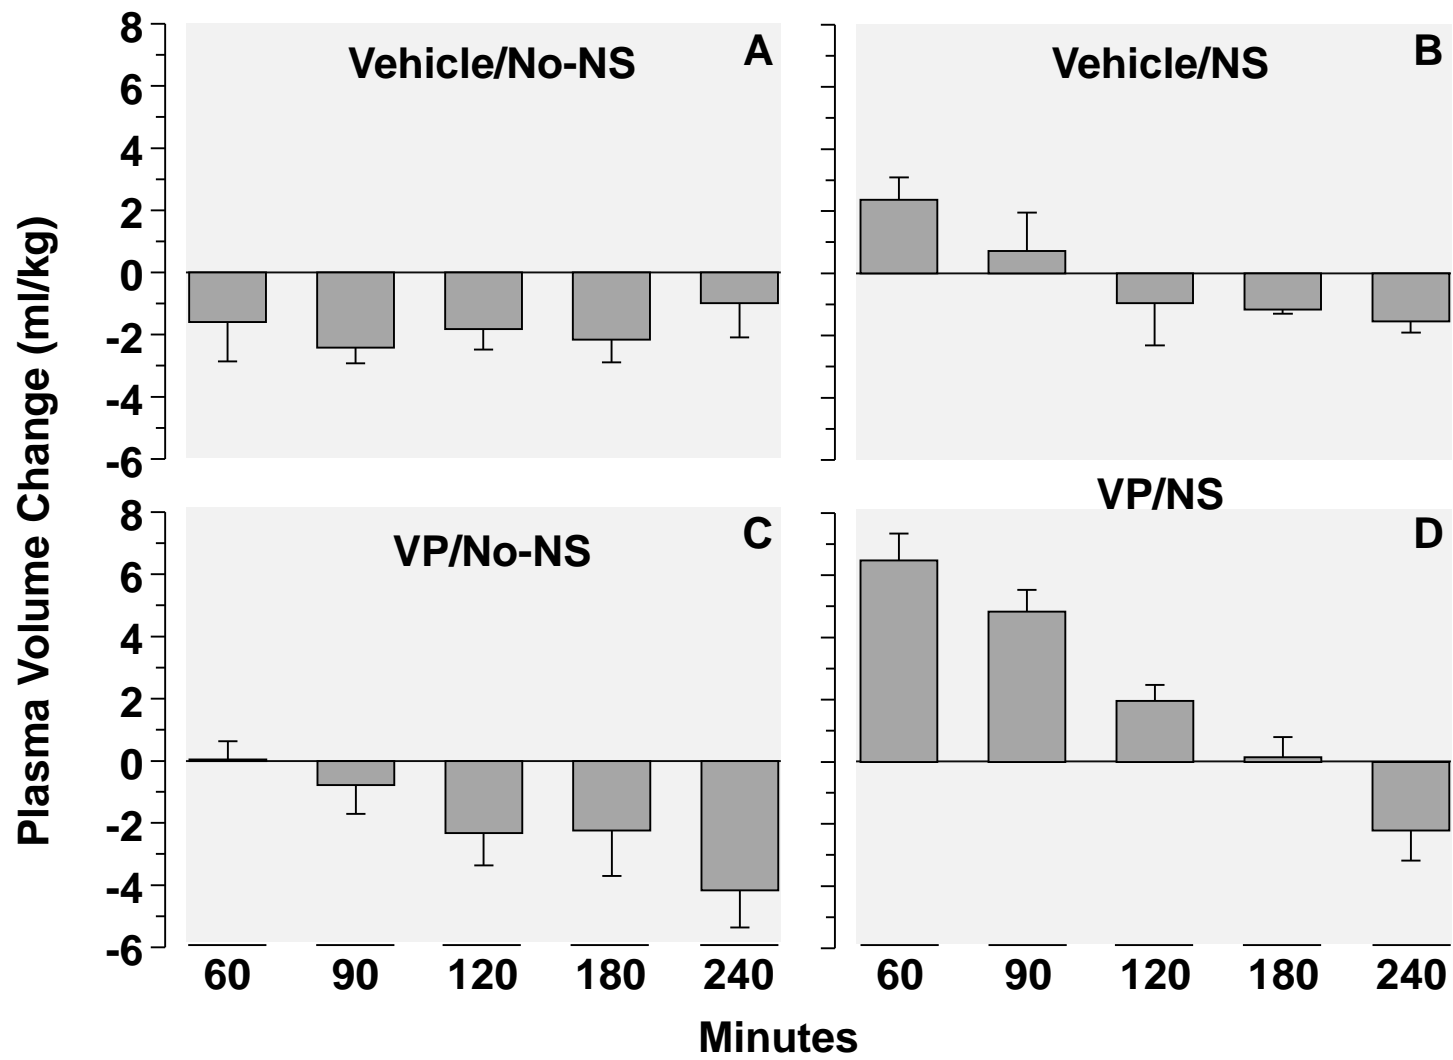 Plasma Volume Change (ml/kg)
Vehicle/No-NS
A
8
6
4
2
0
-2
-4
-6
Vehicle/NS
B
VP/No-NS
C
8
6
4
2
0
-2
-4
-6
60 90 120 180 240
VP/NS
D
60 90 120 180 240
Minutes